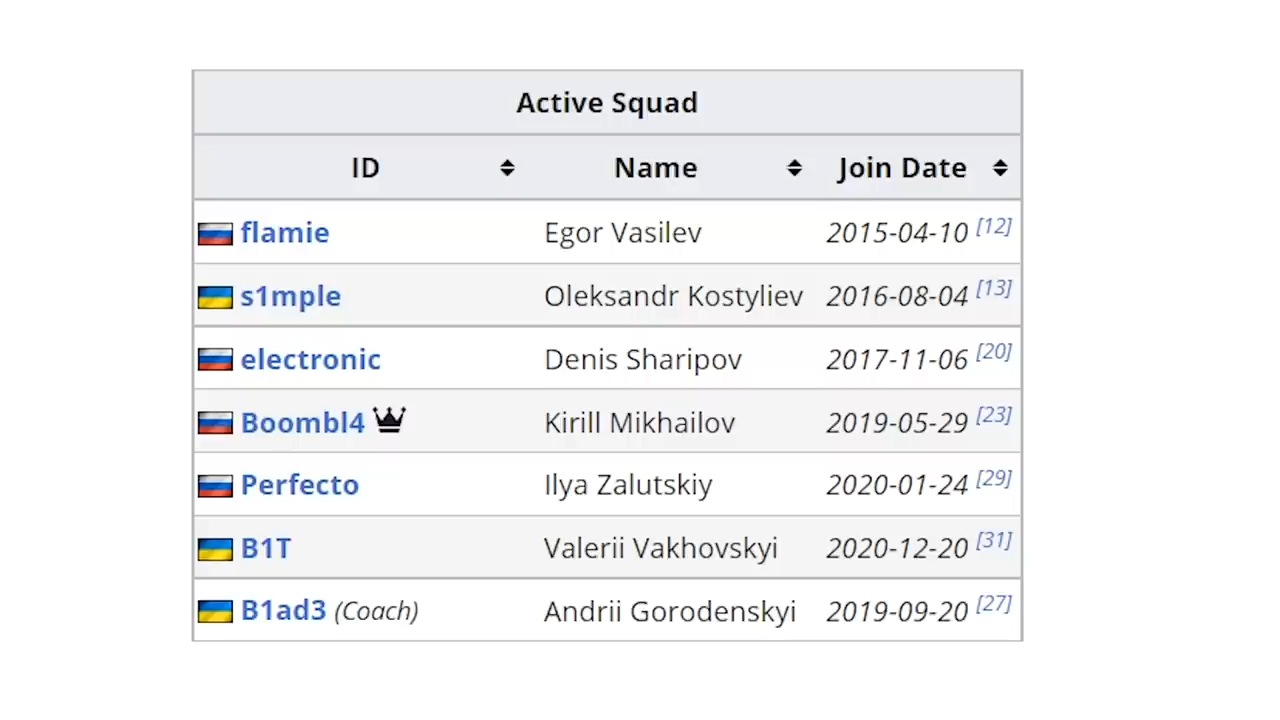 Active Squad
ID Name Join Date
flamie Egor Vasilev 2015-04-10 [12]
s1mple Oleksandr Kostyliev 2016-08-04 [13]
electronic Denis Sharipov 2017-11-06 [20]
Boombl4 Kirill Mikhailov 2019-05-29 [23]
Perfecto Ilya Zalutskiy 2020-01-24 [29]
B1T Valerii Vakhovskyi 2020-12-20 [31]
B1ad3 (Coach) Andrii Gorodenskyi 2019-09-20 [27]